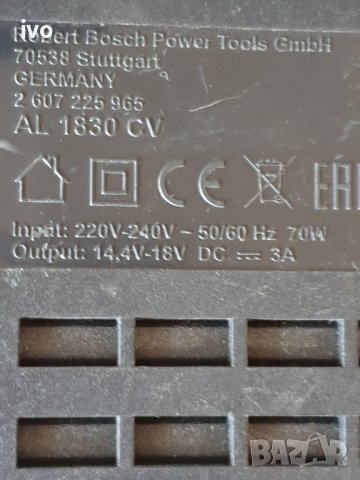 ivo
Robert Bosch Power Tools GmbH
70538 Stuttgart
GERMANY
2 607 225 965
AL 1830 CV
CE EAC
Input: 220V-240V ~ 50/60 Hz 70W
Output: 14,4V-18V DC ⎓ 3A
BAZAR